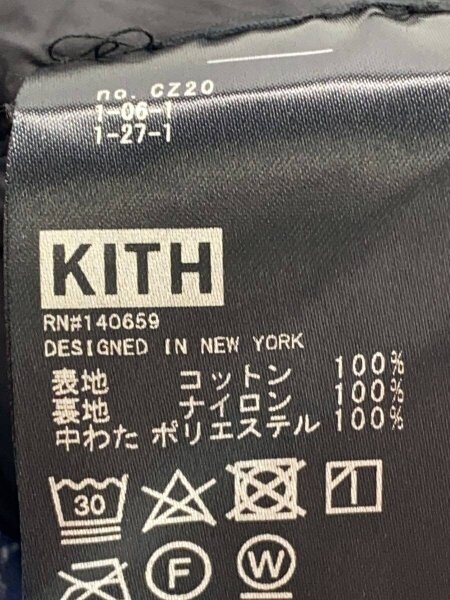 no. CZ20
1-06-1
1-27-1
KITH
RN#140659
DESIGNED IN NEW YORK
表地 コットン 100%
裏地 ナイロン 100%
中わた ポリエステル 100%
30
F
W